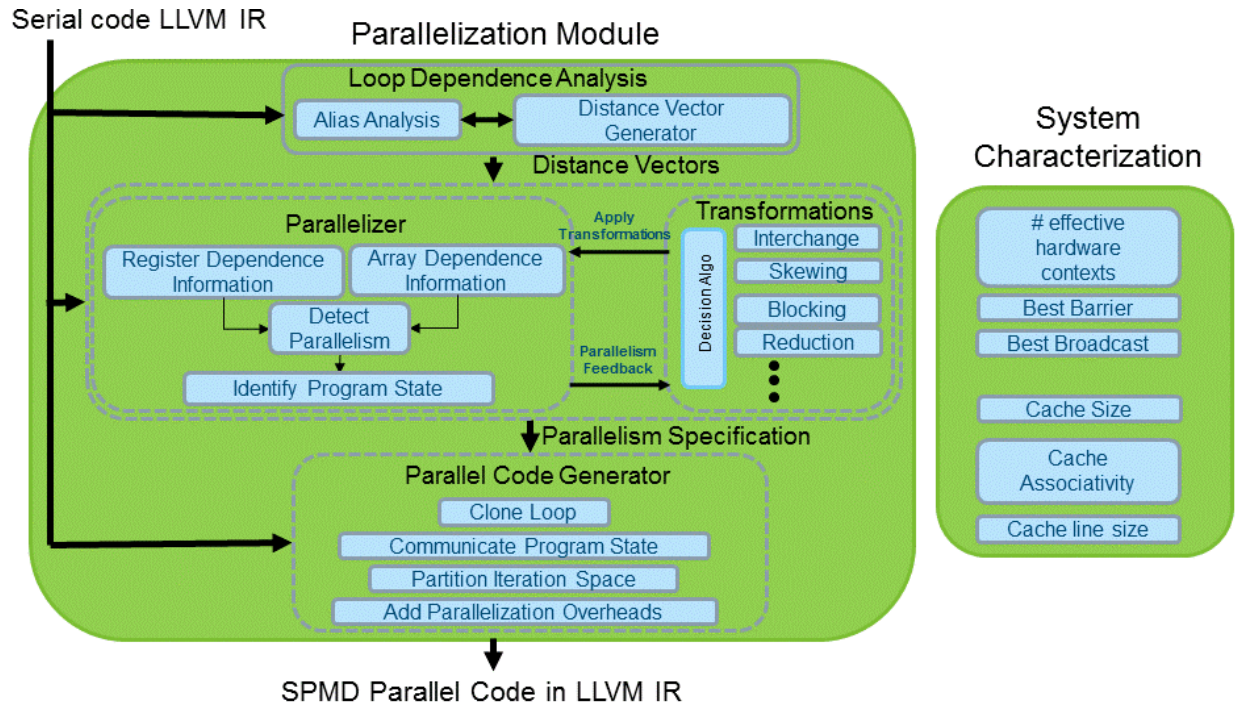 Serial code LLVM IR
Parallelization Module
Loop Dependence Analysis
Alias Analysis
Distance Vector
Generator
Distance Vectors
Parallelizer
Register Dependence
Information
Array Dependence
Information
Detect
Parallelism
Identify Program State
Apply
Transformations
Parallelism
Feedback
Transformations
Decision Algo
Interchange
Skewing
Blocking
Reduction
Parallelism Specification
Parallel Code Generator
Clone Loop
Communicate Program State
Partition Iteration Space
Add Parallelization Overheads
SPMD Parallel Code in LLVM IR
System
Characterization
# effective
hardware
contexts
Best Barrier
Best Broadcast
Cache Size
Cache
Associativity
Cache line size